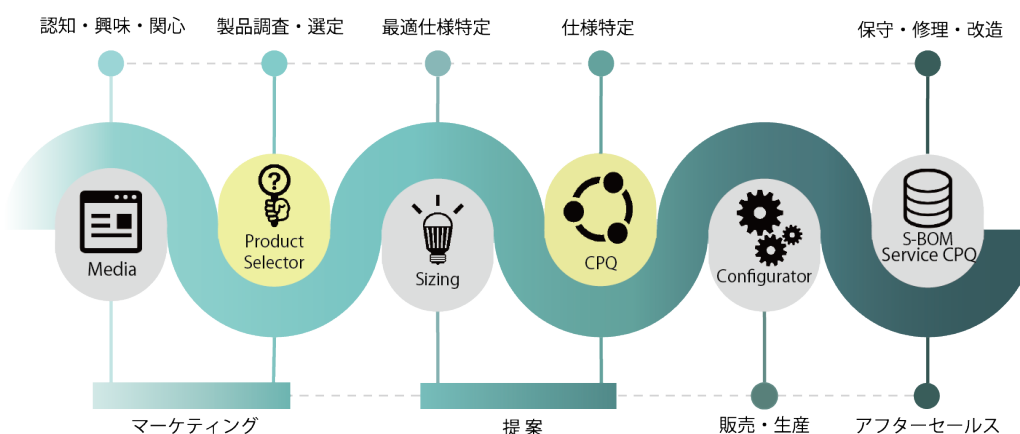 認知・興味・関心
製品調査・選定
最適仕様特定
仕様特定
保守・修理・改造
?
Media
Product
Selector
Sizing
CPQ
Configurator
S-BOM
Service CPQ
マーケティング
提案
販売・生産
アフターセールス